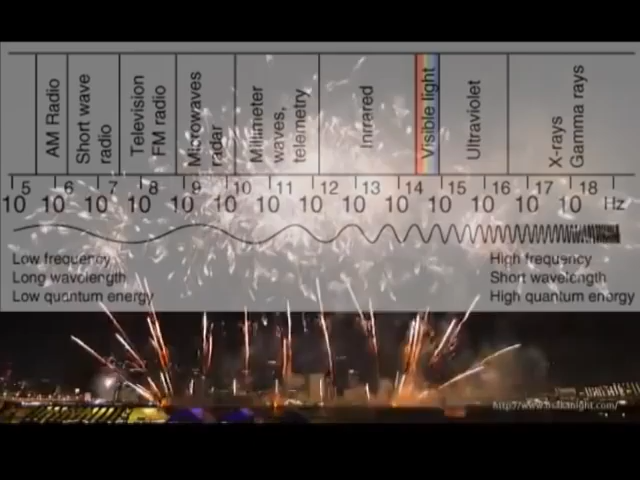 AM Radio
Short wave
radio
Television
FM radio
Microwaves
radar
Millimeter
waves,
telemetry
Infrared
Visible light
Ultraviolet
X-rays
Gamma rays
10 5 10 6 10 7 10 8 10 9 10 10 10 11 10 12 10 13 10 14 10 15 10 16 10 17 10 18 Hz
Low frequency
Long wavelength
Low quantum energy
High frequency
Short wavelength
High quantum energy